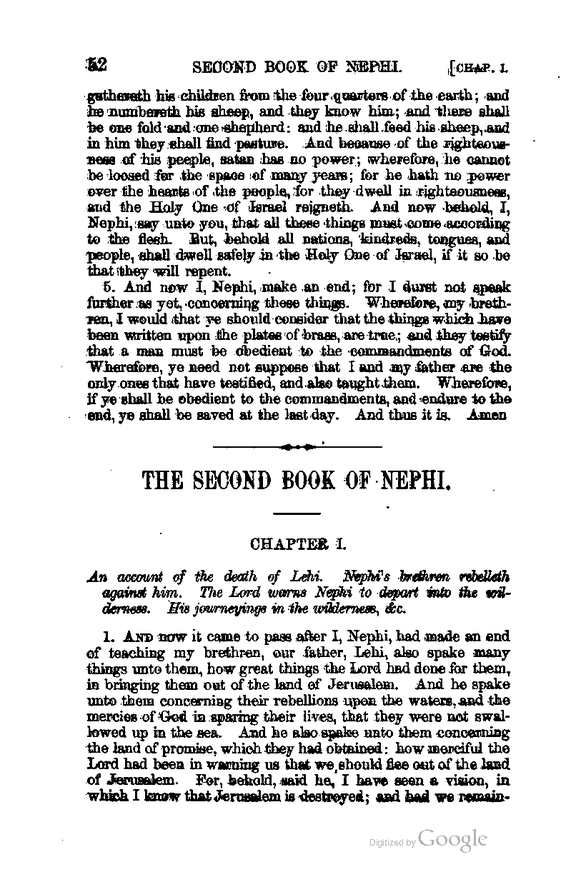 52 SECOND BOOK OF NEPHI. [CHAP. I.
gathereth his children from the four quarters of the earth; and
he numbereth his sheep, and they know him; and there shall
be one fold and one shepherd: and he shall feed his sheep, and
in him they shall find pasture. And because of the righteous-
ness of his people, satan has no power; wherefore, he cannot
be loosed for the space of many years; for he hath no power
over the hearts of the people, for they dwell in righteousness,
and the Holy One of Israel reigneth. And now behold, I,
Nephi, say unto you, that all these things must come according
to the flesh. But, behold all nations, kindreds, tongues, and
people, shall dwell safely in the Holy One of Israel, if it so be
that they will repent.
5. And now I, Nephi, make an end; for I durst not speak
further as yet, concerning these things. Wherefore, my breth-
ren, I would that ye should consider that the things which have
been written upon the plates of brass, are true; and they testify
that a man must be obedient to the commandments of God.
Wherefore, ye need not suppose that I and my father are the
only ones that have testified, and also taught them. Wherefore,
if ye shall be obedient to the commandments, and endure to the
end, ye shall be saved at the last day. And thus it is. Amen
THE SECOND BOOK OF NEPHI.
CHAPTER I.
An account of the death of Lehi. Nephi's brethren rebelleth
against him. The Lord warns Nephi to depart into the wil-
derness. His journeyings in the wilderness, &c.
1. AND now it came to pass after I, Nephi, had made an end
of teaching my brethren, our father, Lehi, also spake many
things unto them, how great things the Lord had done for them,
in bringing them out of the land of Jerusalem. And he spake
unto them concerning their rebellions upon the waters, and the
mercies of God in sparing their lives, that they were not swal-
lowed up in the sea. And he also spake unto them concerning
the land of promise, which they had obtained: how merciful the
Lord had been in warning us that we should flee out of the land
of Jerusalem. For, behold, said he, I have seen a vision, in
which I know that Jerusalem is destroyed; and had we remain-
Digitized by Google